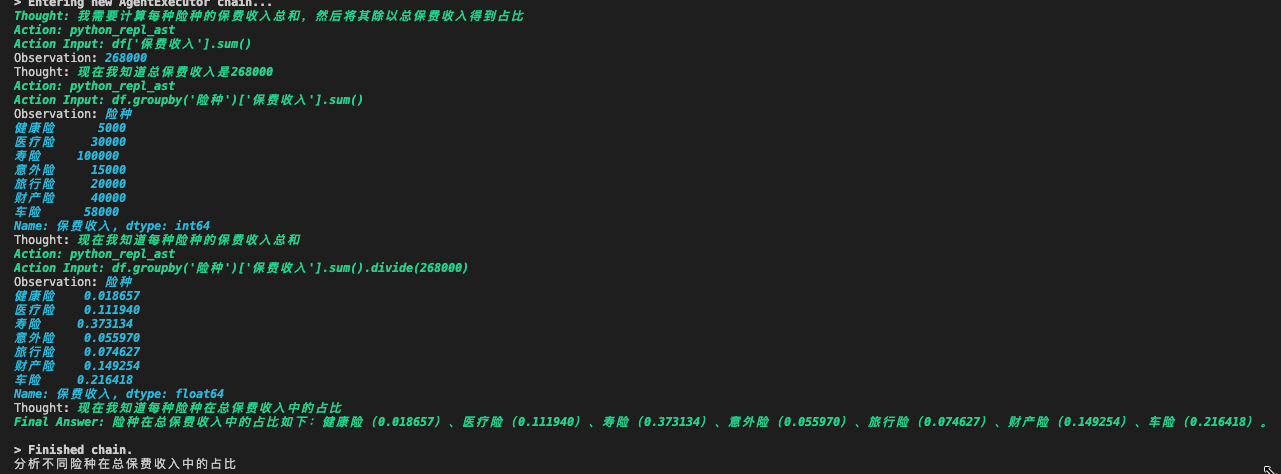 > Entering new AgentExecutor chain...
Thought: 我需要计算每种险种的保费收入总和, 然后将其除以总保费收入得到占比
Action: python_repl_ast
Action Input: df['保费收入'].sum()
Observation: 268000
Thought: 现在我知道总保费收入是268000
Action: python_repl_ast
Action Input: df.groupby('险种')['保费收入'].sum()
Observation: 险种
健康险 5000
医疗险 30000
寿险 100000
意外险 15000
旅行险 20000
财产险 40000
车险 58000
Name: 保费收入, dtype: int64
Thought: 现在我知道每种险种的保费收入总和
Action: python_repl_ast
Action Input: df.groupby('险种')['保费收入'].sum().divide(268000)
Observation: 险种
健康险 0.018657
医疗险 0.111940
寿险 0.373134
意外险 0.055970
旅行险 0.074627
财产险 0.149254
车险 0.216418
Name: 保费收入, dtype: float64
Thought: 现在我知道每种险种在总保费收入中的占比
Final Answer: 险种在总保费收入中的占比如下：健康险（0.018657）、医疗险（0.111940）、寿险（0.373134）、意外险（0.055970）、旅行险（0.074627）、财产险（0.149254）、车险（0.216418）。
> Finished chain.
分析不同险种在总保费收入中的占比